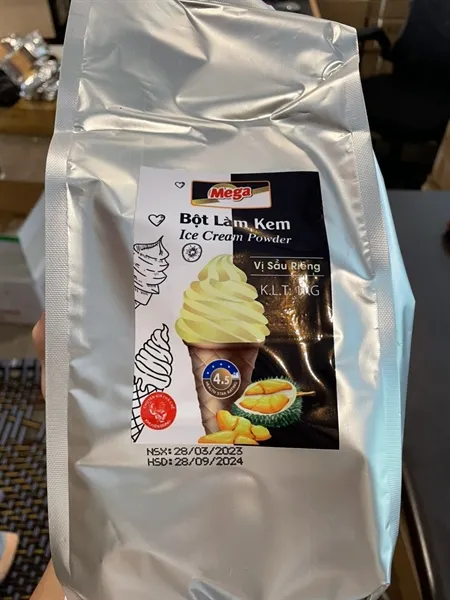 Mega
Bột Làm Kem
Ice Cream Powder
Vị Sầu Riêng
K.L.T: 1KG
4.5
NSX: 28/03/2023
HSD: 28/09/2024